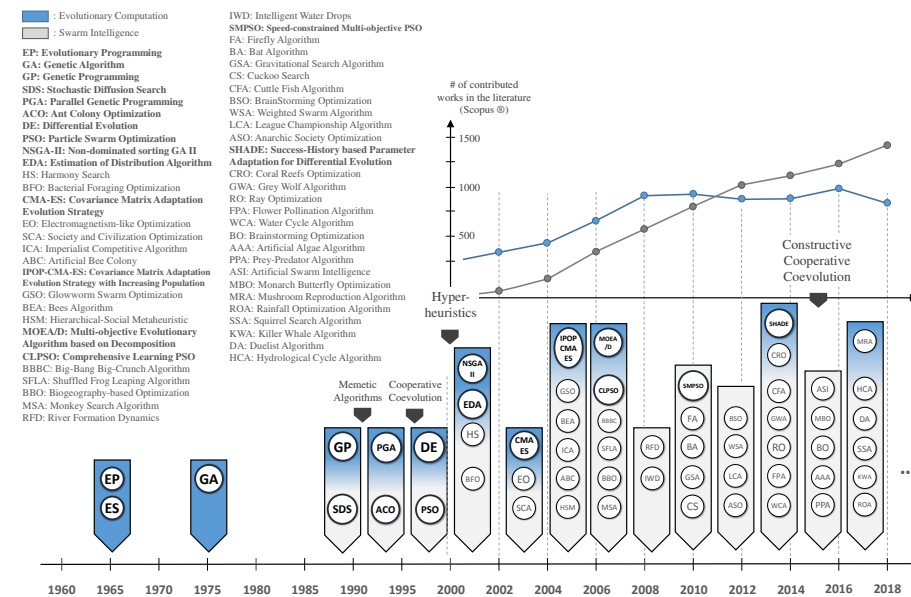 : Evolutionary Computation
: Swarm Intelligence
EP: Evolutionary Programming
GA: Genetic Algorithm
GP: Genetic Programming
SDS: Stochastic Diffusion Search
PGA: Parallel Genetic Programming
ACO: Ant Colony Optimization
DE: Differential Evolution
PSO: Particle Swarm Optimization
NSGA-II: Non-dominated sorting GA II
EDA: Estimation of Distribution Algorithm
HS: Harmony Search
BFO: Bacterial Foraging Optimization
CMA-ES: Covariance Matrix Adaptation
Evolution Strategy
EO: Electromagnetism-like Optimization
SCA: Society and Civilization Optimization
ICA: Imperialist Competitive Algorithm
ABC: Artificial Bee Colony
IPOP-CMA-ES: Covariance Matrix Adaptation
Evolution Strategy with Increasing Population
GSO: Glowworm Swarm Optimization
BEA: Bees Algorithm
HSM: Hierarchical-Social Metaheuristic
MOEA/D: Multi-objective Evolutionary
Algorithm based on Decomposition
CLPSO: Comprehensive Learning PSO
BBBC: Big-Bang Big-Crunch Algorithm
SFLA: Shuffled Frog Leaping Algorithm
BBO: Biogeography-based Optimization
MSA: Monkey Search Algorithm
RFD: River Formation Dynamics
IWD: Intelligent Water Drops
SMPSO: Speed-constrained Multi-objective PSO
FA: Firefly Algorithm
BA: Bat Algorithm
GSA: Gravitational Search Algorithm
CS: Cuckoo Search
CFA: Cuttle Fish Algorithm
BSO: BrainStorming Optimization
WSA: Weighted Swarm Algorithm
LCA: League Championship Algorithm
ASO: Anarchic Society Optimization
SHADE: Success-History based Parameter
Adaptation for Differential Evolution
CRO: Coral Reefs Optimization
GWA: Grey Wolf Algorithm
RO: Ray Optimization
FPA: Flower Pollination Algorithm
WCA: Water Cycle Algorithm
BO: Brainstorming Optimization
AAA: Artificial Algae Algorithm
PPA: Prey-Predator Algorithm
ASI: Artificial Swarm Intelligence
MBO: Monarch Butterfly Optimization
MRA: Mushroom Reproduction Algorithm
ROA: Rainfall Optimization Algorithm
SSA: Squirrel Search Algorithm
KWA: Killer Whale Algorithm
DA: Duelist Algorithm
HCA: Hydrological Cycle Algorithm
# of contributed
works in the literature
(Scopus ®)
1500
1000
500
Hyper-
heuristics
Constructive
Cooperative
Coevolution
Memetic
Algorithms
Cooperative
Coevolution
EP
ES
GA
GP
SDS
PGA
ACO
DE
PSO
NSGA
II
EDA
HS
BFO
CMA
ES
EO
SCA
IPOP
CMA
ES
GSO
BEA
ICA
ABC
HSM
MOEA
/D
CLPSO
BBBC
SFLA
BBO
MSA
RFD
IWD
SMPSO
FA
BA
GSA
CS
BSO
WSA
LCA
ASO
SHADE
CRO
CFA
GWA
RO
FPA
WCA
ASI
MBO
BO
AAA
PPA
MRA
HCA
DA
SSA
KWA
ROA
..
1960 1965 1970 1975 1980 1985 1990 1995 2000 2002 2004 2006 2008 2010 2012 2014 2016 2018